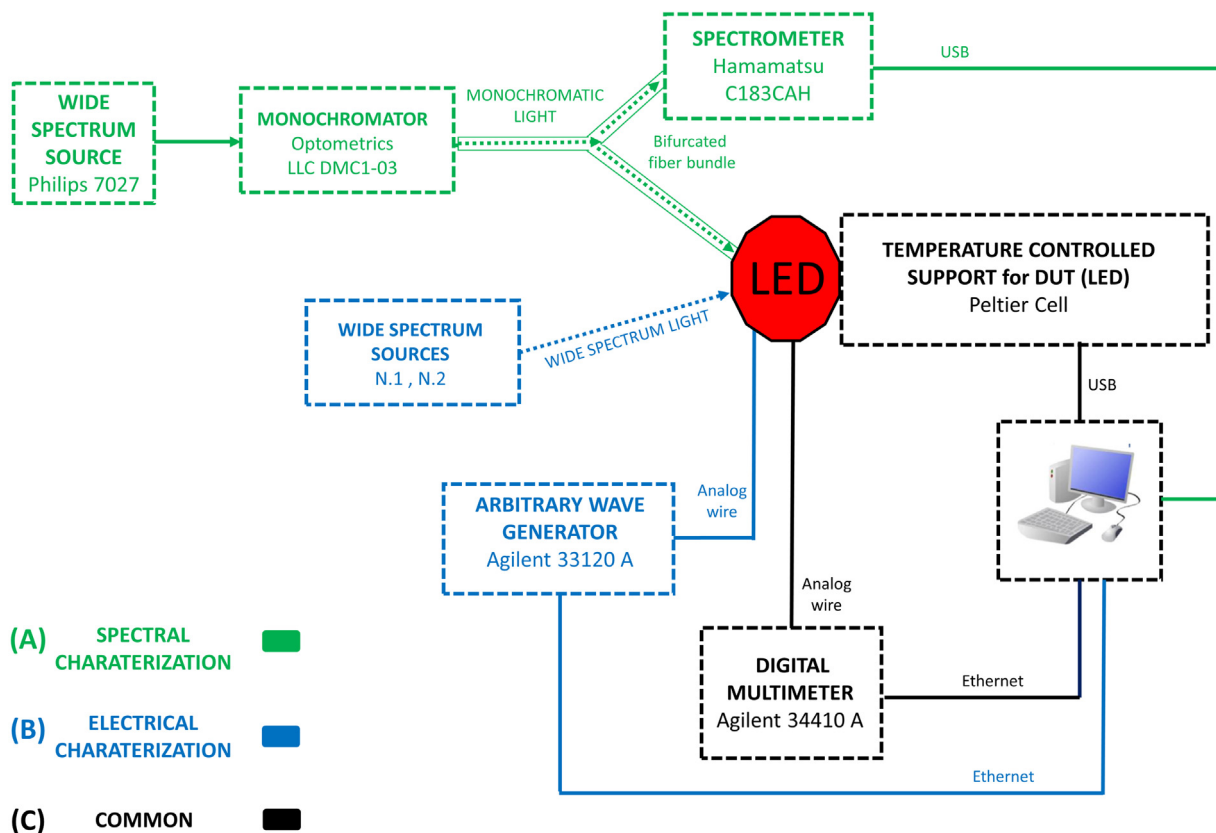 SPECTROMETER
Hamamatsu
C183CAH
USB
WIDE
SPECTRUM
SOURCE
Philips 7027
MONOCHROMATOR
Optometrics
LLC DMC1-03
MONOCHROMATIC
LIGHT
Bifurcated
fiber bundle
LED
TEMPERATURE CONTROLLED
SUPPORT for DUT (LED)
Peltier Cell
WIDE SPECTRUM
SOURCES
N.1 , N.2
WIDE SPECTRUM LIGHT
USB
ARBITRARY WAVE
GENERATOR
Agilent 33120 A
Analog
wire
Analog
wire
DIGITAL
MULTIMETER
Agilent 34410 A
Ethernet
Ethernet
(A) SPECTRAL
CHARATERIZATION
(B) ELECTRICAL
CHARATERIZATION
(C) COMMON